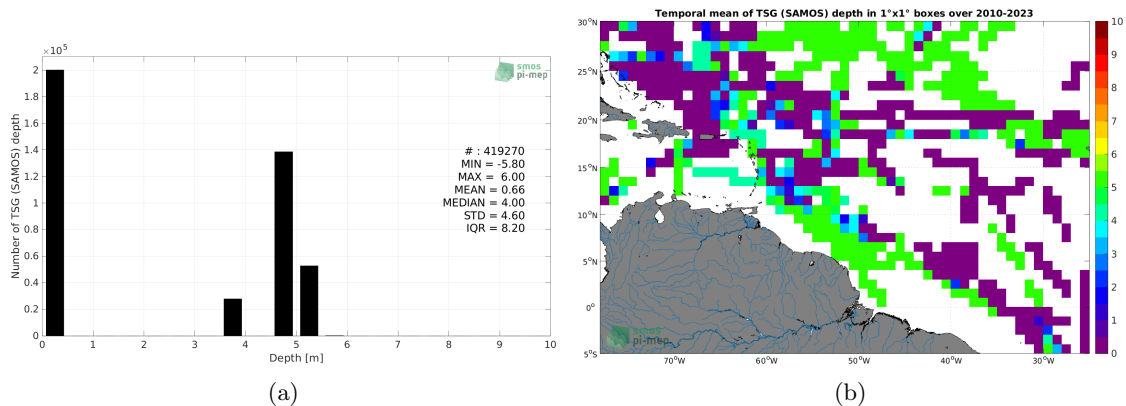 ×10⁵
2
1.8
1.6
1.4
1.2
1
0.8
0.6
0.4
0.2
0
Number of TSG (SAMOS) depth
smos
pi-mep
# : 419270
MIN = -5.80
MAX = 6.00
MEAN = 0.66
MEDIAN = 4.00
STD = 4.60
IQR = 8.20
0 1 2 3 4 5 6 7 8 9 10
Depth [m]
(a)
Temporal mean of TSG (SAMOS) depth in 1°x1° boxes over 2010-2023
30°N
25°N
20°N
15°N
10°N
5°N
0°
5°S
smos
pi-mep
70°W 60°W 50°W 40°W 30°W
10
9
8
7
6
5
4
3
2
1
0
(b)